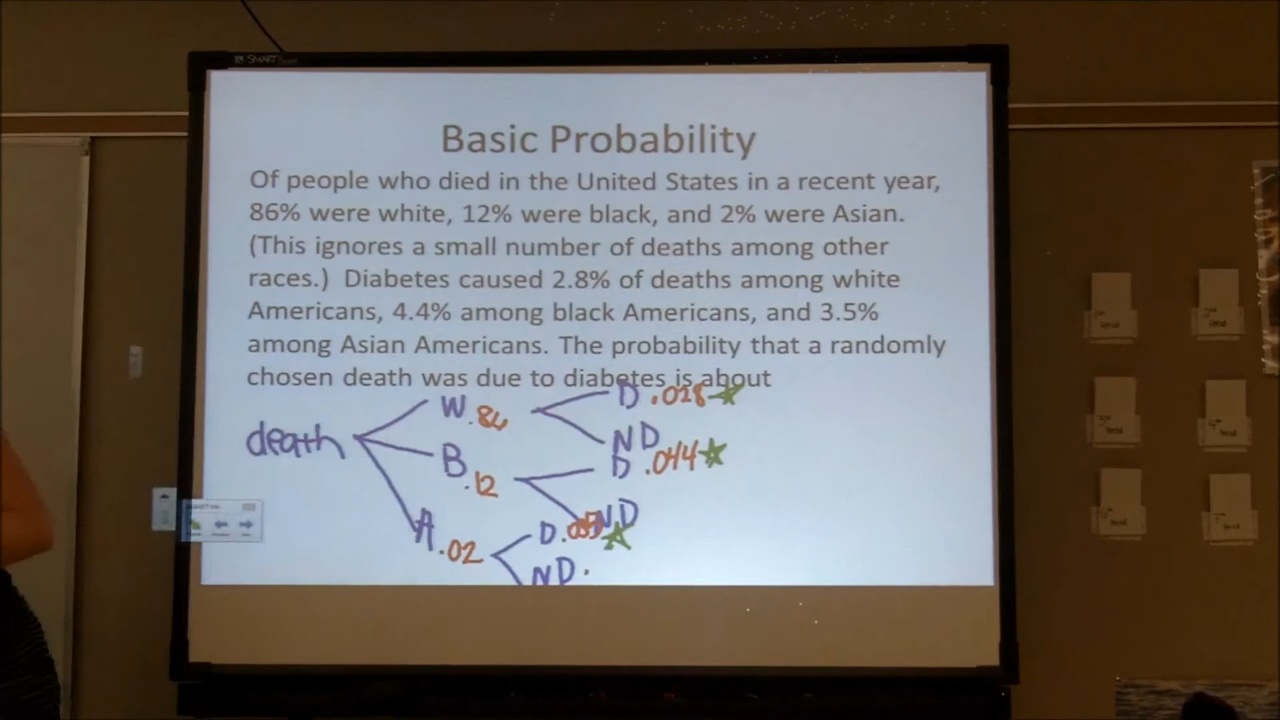 SMART
Basic Probability
Of people who died in the United States in a recent year,
86% were white, 12% were black, and 2% were Asian.
(This ignores a small number of deaths among other
races.) Diabetes caused 2.8% of deaths among white
Americans, 4.4% among black Americans, and 3.5%
among Asian Americans. The probability that a randomly
chosen death was due to diabetes is about
death
W .86
D .028
ND
B .12
D .044
ND
A .02
D .035
ND .